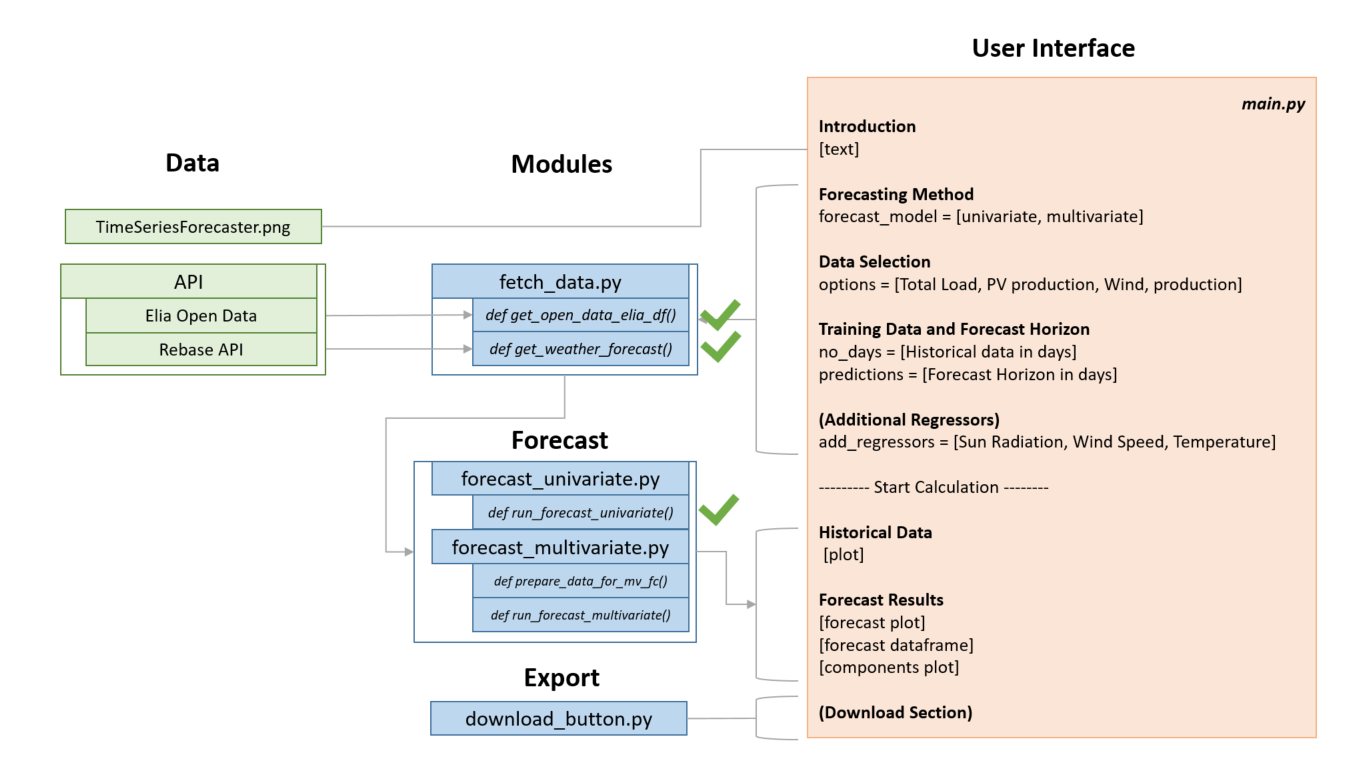 User Interface
main.py
Introduction
[text]
Data
Modules
Forecasting Method
forecast_model = [univariate, multivariate]
TimeSeriesForecaster.png
Data Selection
options = [Total Load, PV production, Wind, production]
API
Elia Open Data
Rebase API
fetch_data.py
def get_open_data_elia_df()
def get_weather_forecast()
Training Data and Forecast Horizon
no_days = [Historical data in days]
predictions = [Forecast Horizon in days]
(Additional Regressors)
add_regressors = [Sun Radiation, Wind Speed, Temperature]
--------- Start Calculation --------
Forecast
forecast_univariate.py
def run_forecast_univariate()
forecast_multivariate.py
def prepare_data_for_mv_fc()
def run_forecast_multivariate()
Historical Data
[plot]
Forecast Results
[forecast plot]
[forecast dataframe]
[components plot]
Export
download_button.py
(Download Section)